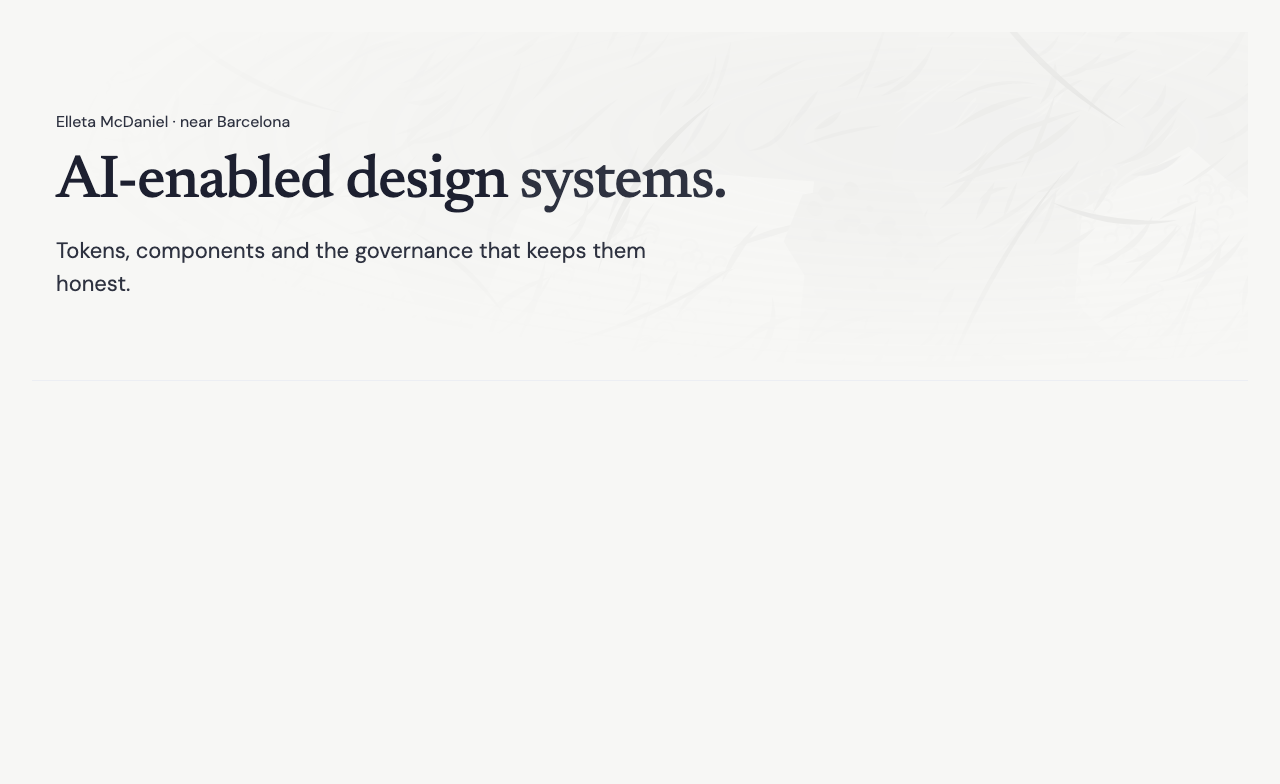 Elleta McDaniel · near Barcelona
AI-enabled design systems.
Tokens, components and the governance that keeps them
honest.